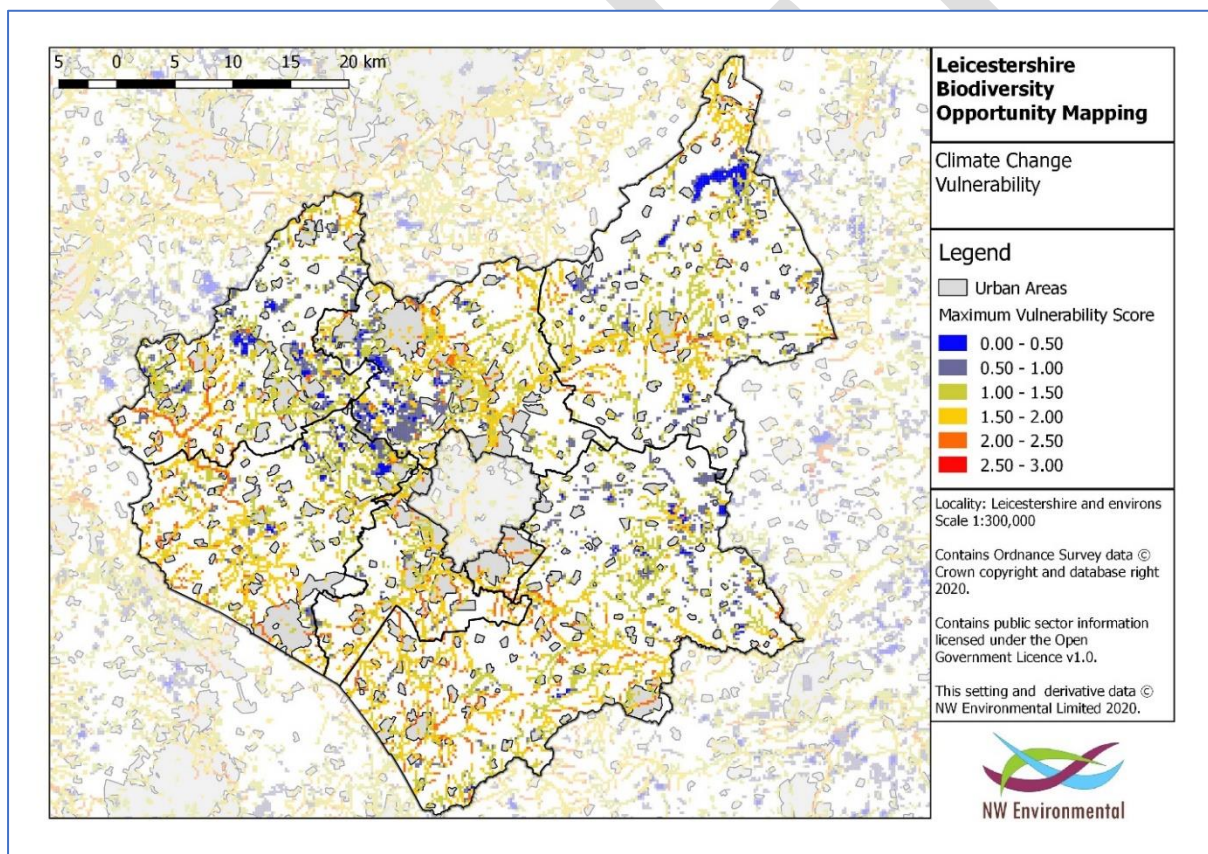 5 0 5 10 15 20 km
Leicestershire
Biodiversity
Opportunity Mapping
Climate Change
Vulnerability
Legend
Urban Areas
Maximum Vulnerability Score
0.00 - 0.50
0.50 - 1.00
1.00 - 1.50
1.50 - 2.00
2.00 - 2.50
2.50 - 3.00
Locality: Leicestershire and environs
Scale 1:300,000
Contains Ordnance Survey data ©
Crown copyright and database right
2020.
Contains public sector information
licensed under the Open
Government Licence v1.0.
This setting and derivative data ©
NW Environmental Limited 2020.
NW Environmental